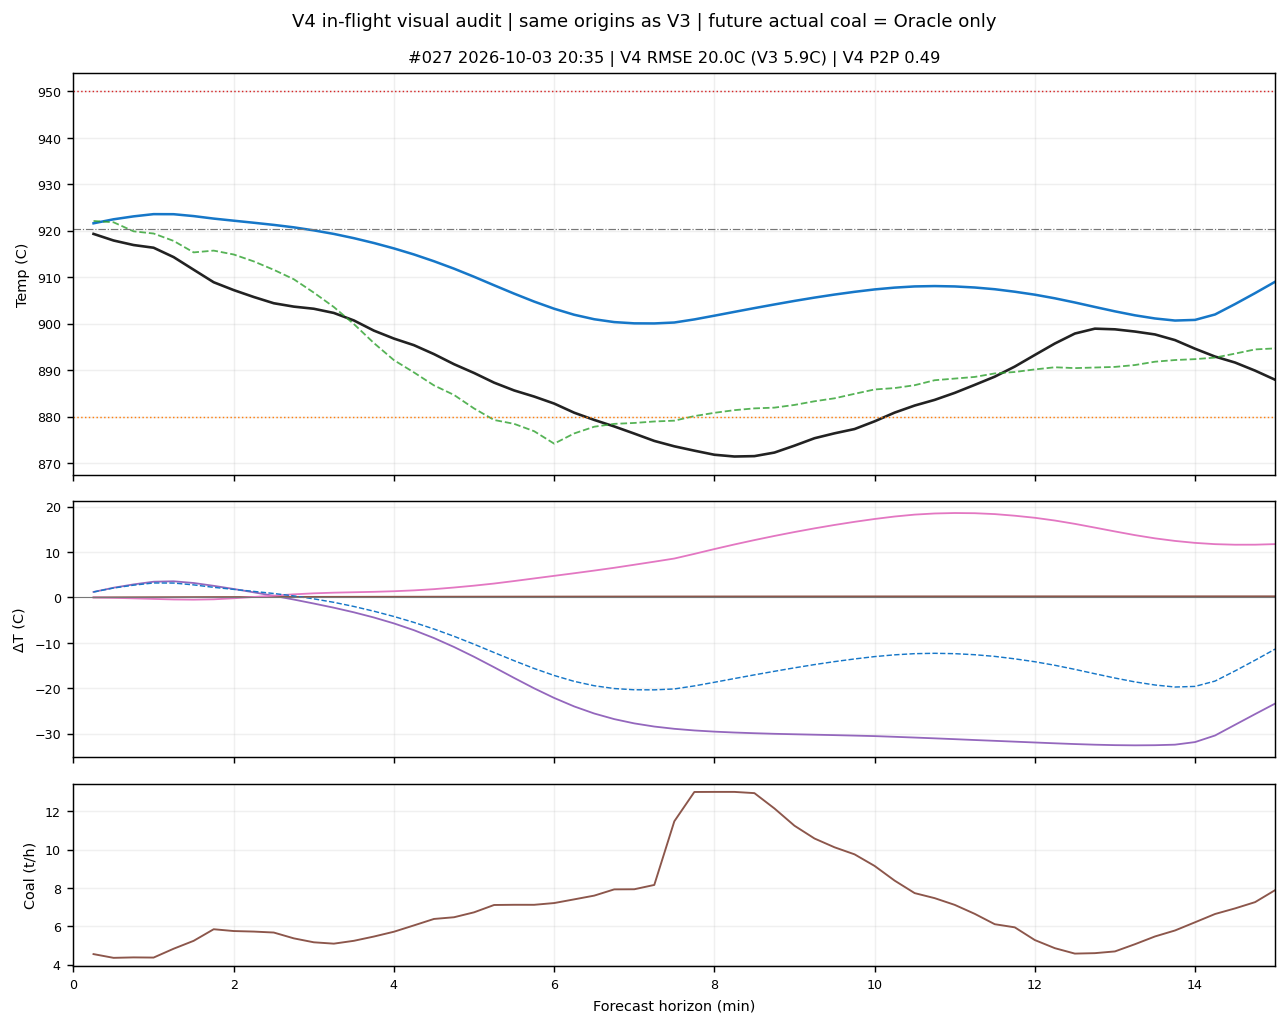 V4 in-flight visual audit | same origins as V3 | future actual coal = Oracle only
#027 2026-10-03 20:35 | V4 RMSE 20.0C (V3 5.9C) | V4 P2P 0.49
950
940
930
920
910
900
890
880
870
Temp (C)
20
10
0
−10
−20
−30
ΔT (C)
12
10
8
6
4
Coal (t/h)
0 2 4 6 8 10 12 14
Forecast horizon (min)